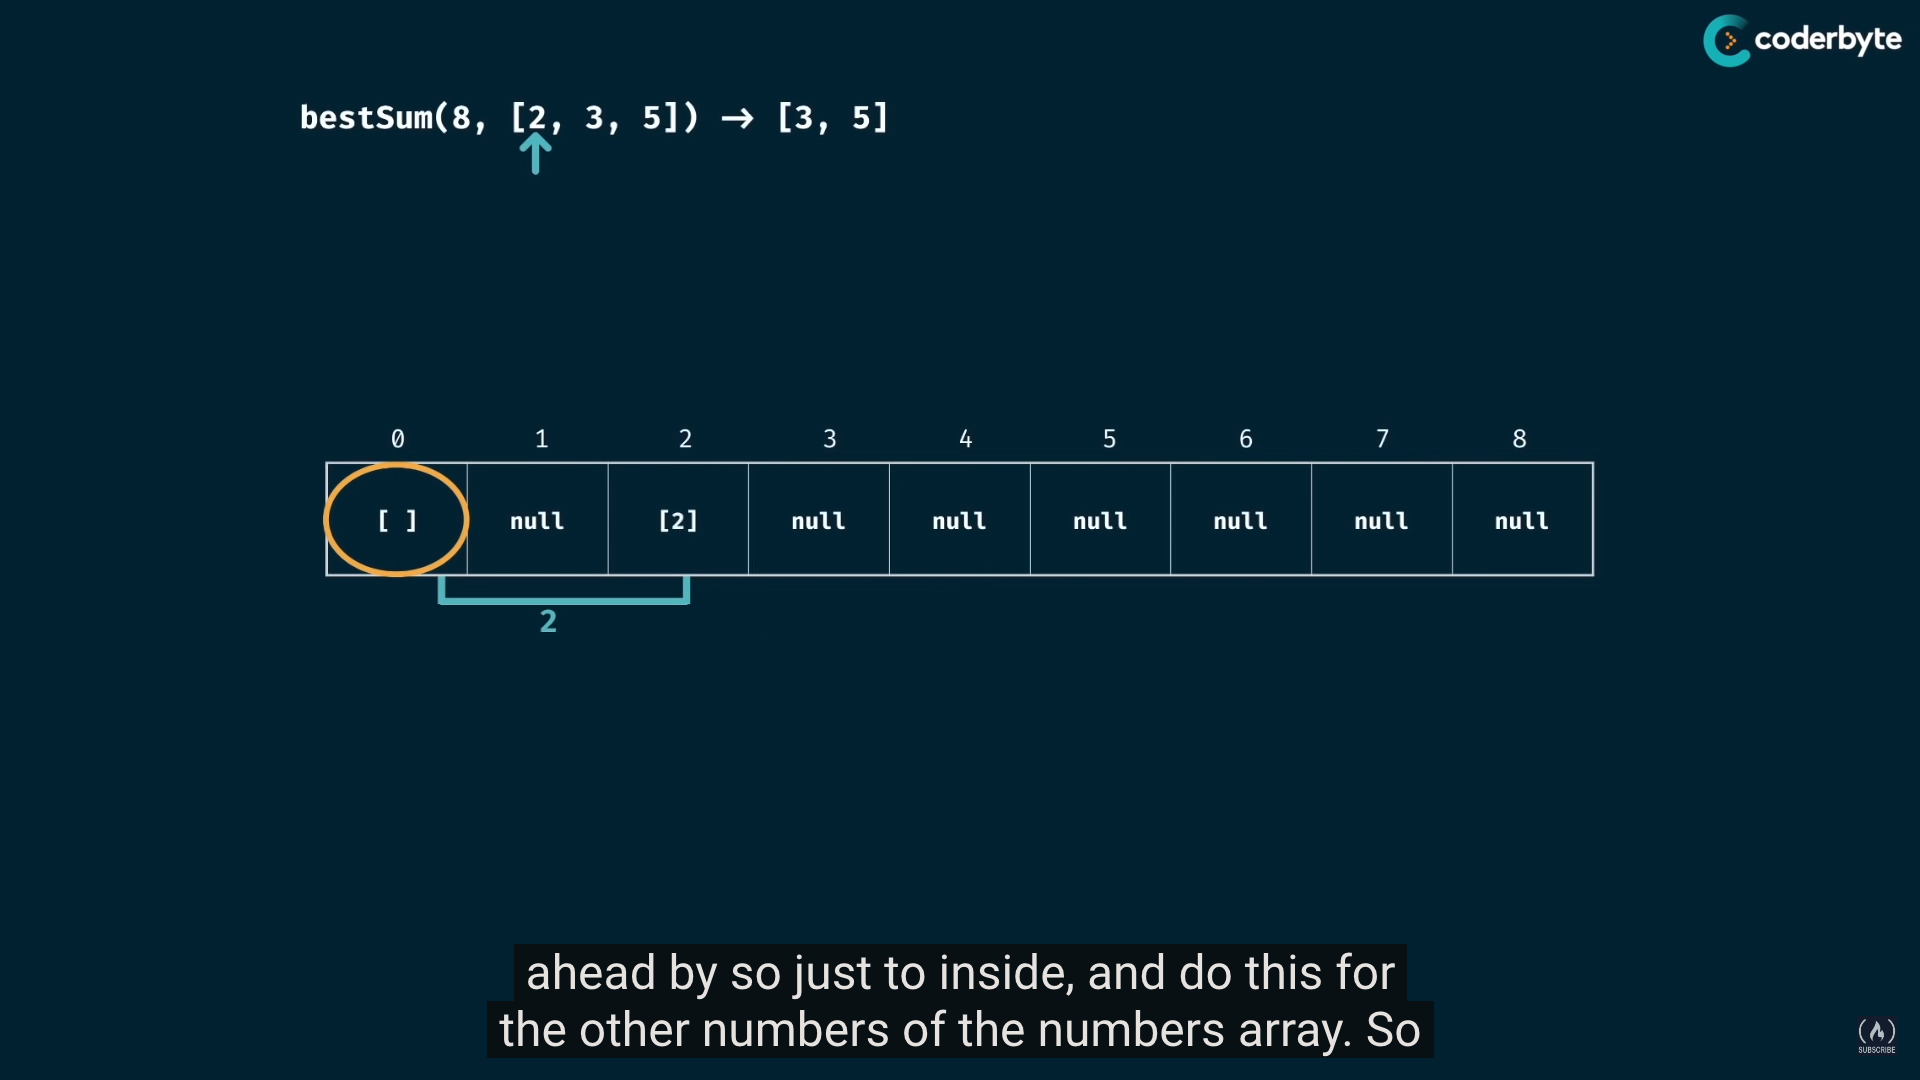 coderbyte
bestSum(8, [2, 3, 5]) → [3, 5]
0 1 2 3 4 5 6 7 8
[ ] null [2] null null null null null null
2
ahead by so just to inside, and do this for
the other numbers of the numbers array. So
SUBSCRIBE